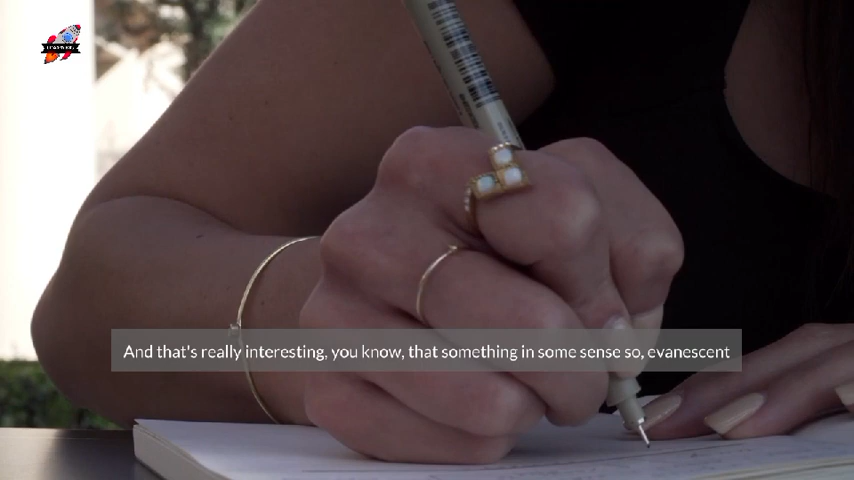 And that's really interesting, you know, that something in some sense so, evanescent